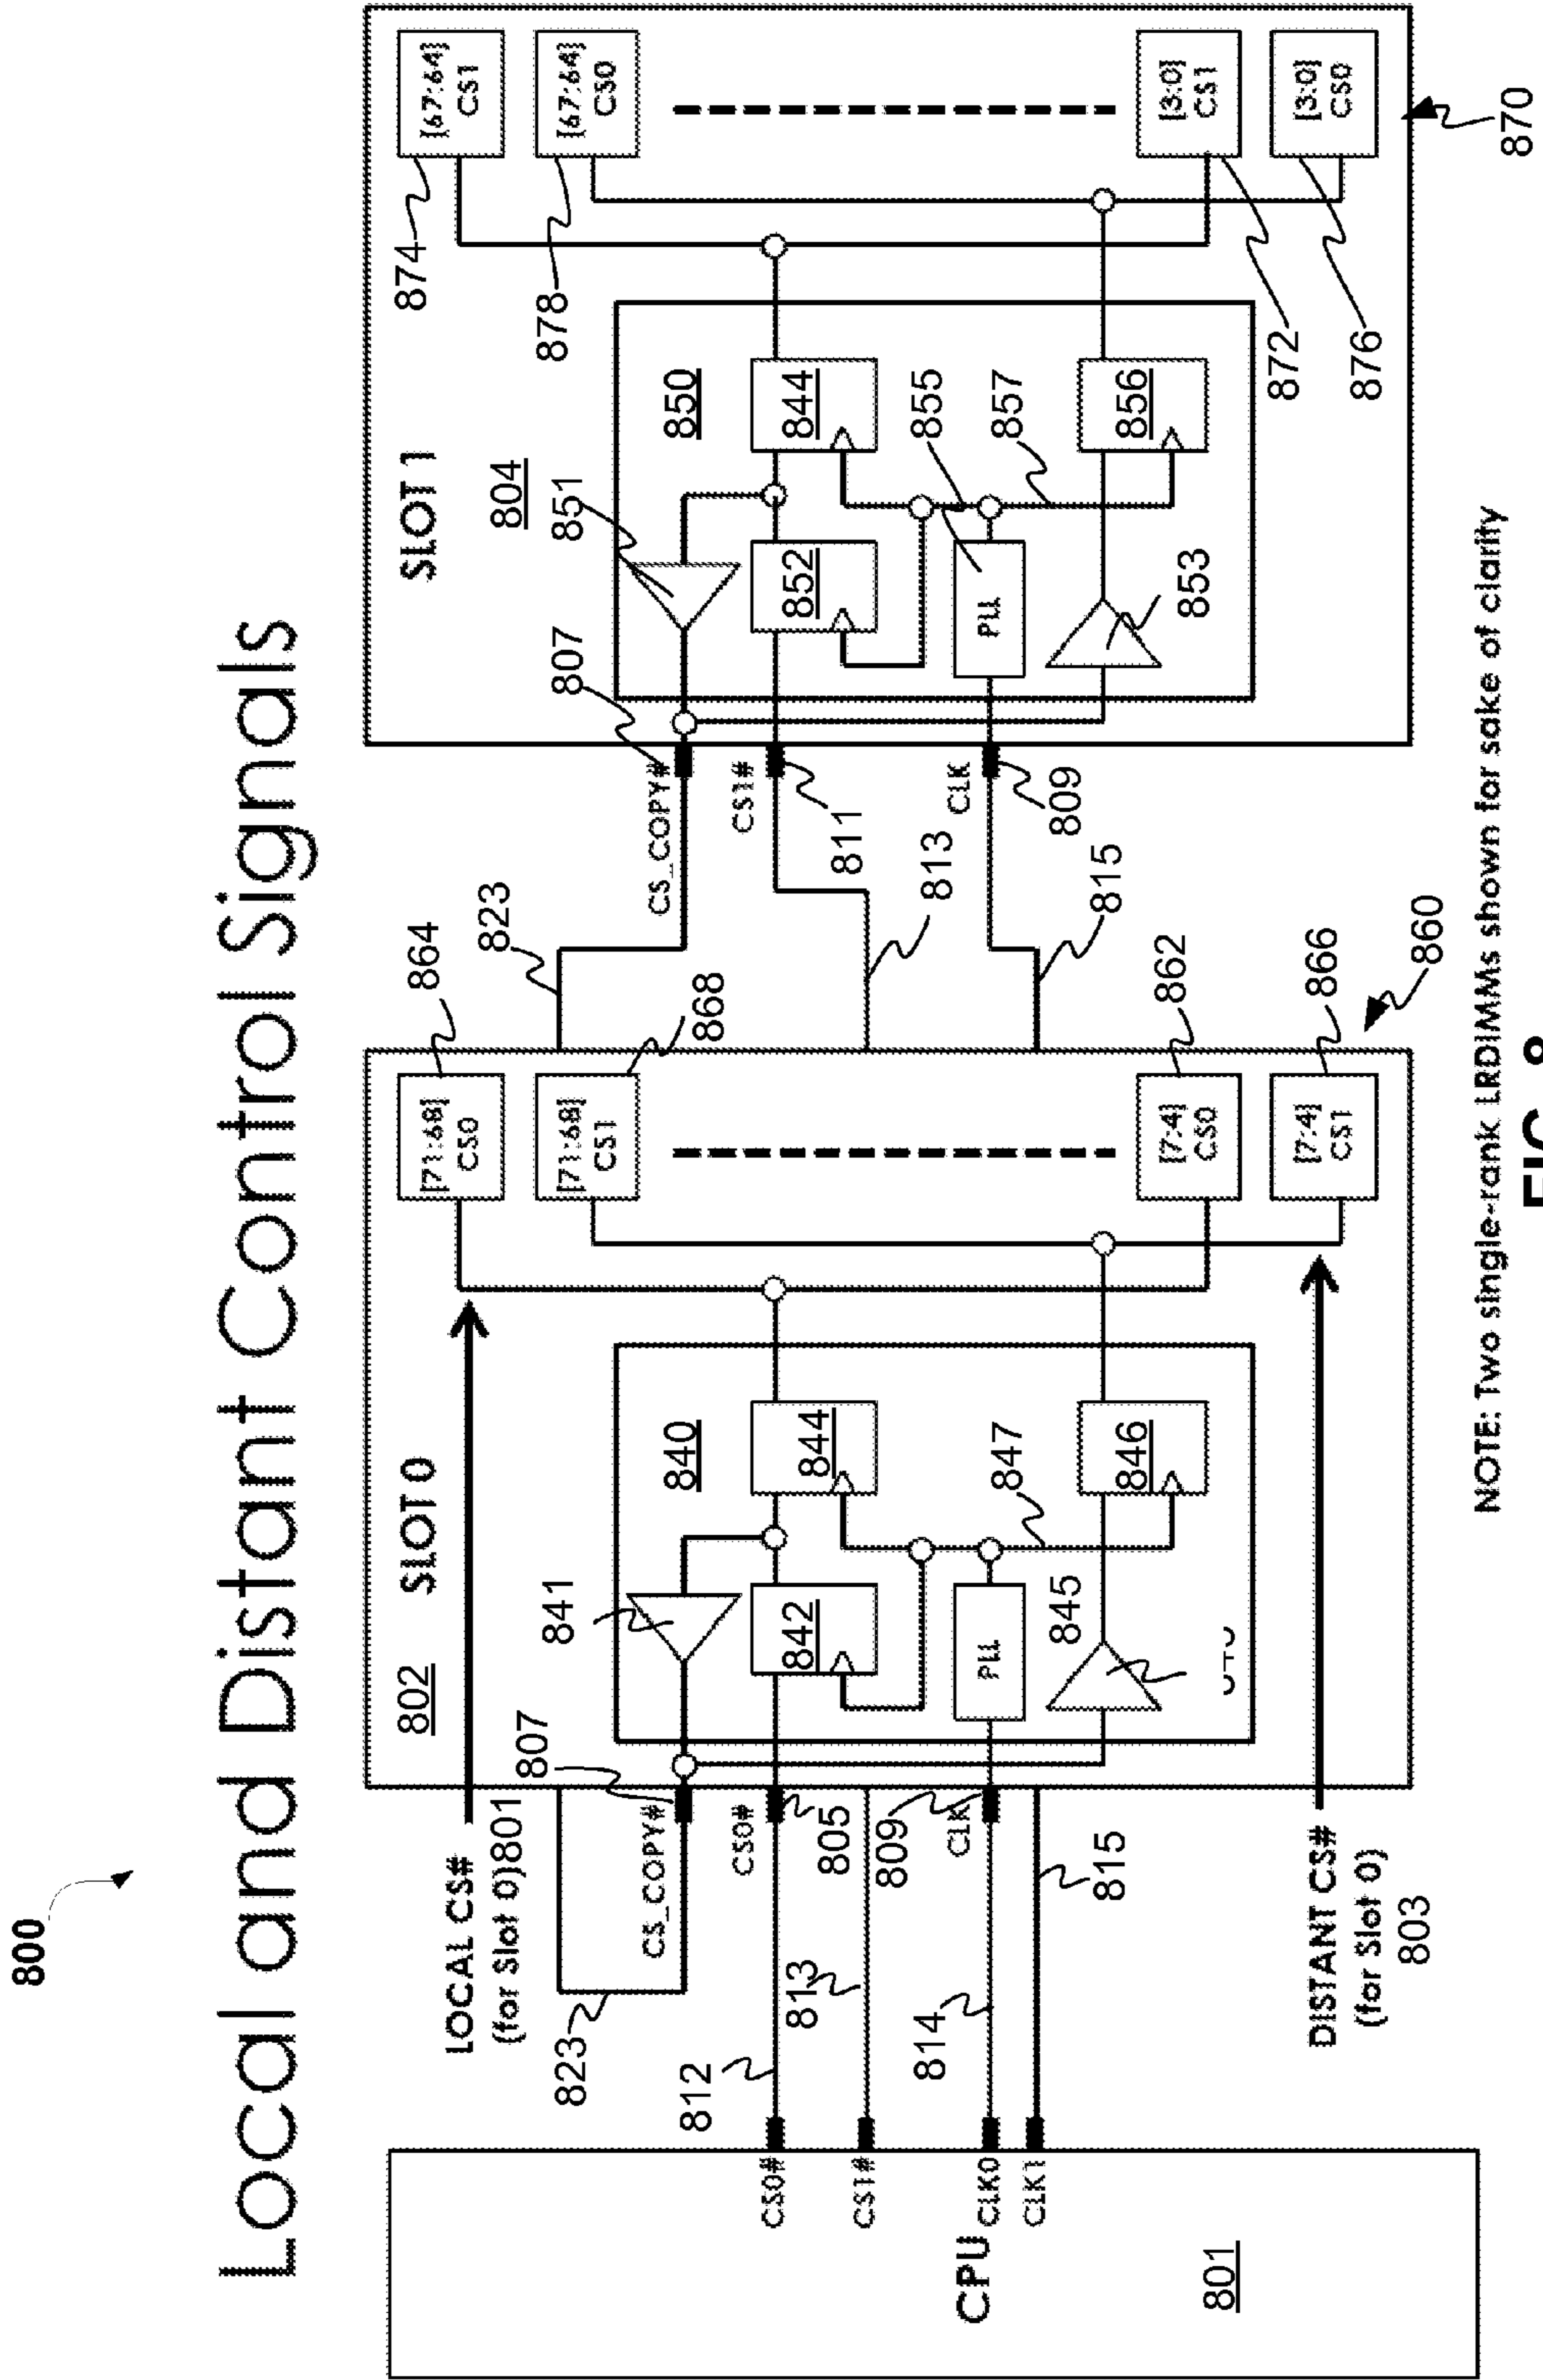 800
Local and Distant Control Signals
CPU
801
CS0#
CS1#
CLK0
CLK1
812
813
814
815
823
LOCAL CS#
(for Slot 0)801
DISTANT CS#
(for Slot 0)
803
CS_COPY#
807
CS0#
805
809
CLK
802
SLOT 0
841
840
842
844
PLL
845
847
846
[71:68]
CS0
864
[71:68]
CS1
868
[7:4]
CS0
862
[7:4]
CS1
866
860
823
813
815
CS_COPY#
807
CS1#
811
CLK
809
SLOT 1
804
851
850
852
844
PLL
855
857
853
856
[67:64]
CS1
874
[67:64]
CS0
878
[3:0]
CS1
872
[3:0]
CS0
876
870
NOTE: Two single-rank LRDIMMs shown for sake of clarity